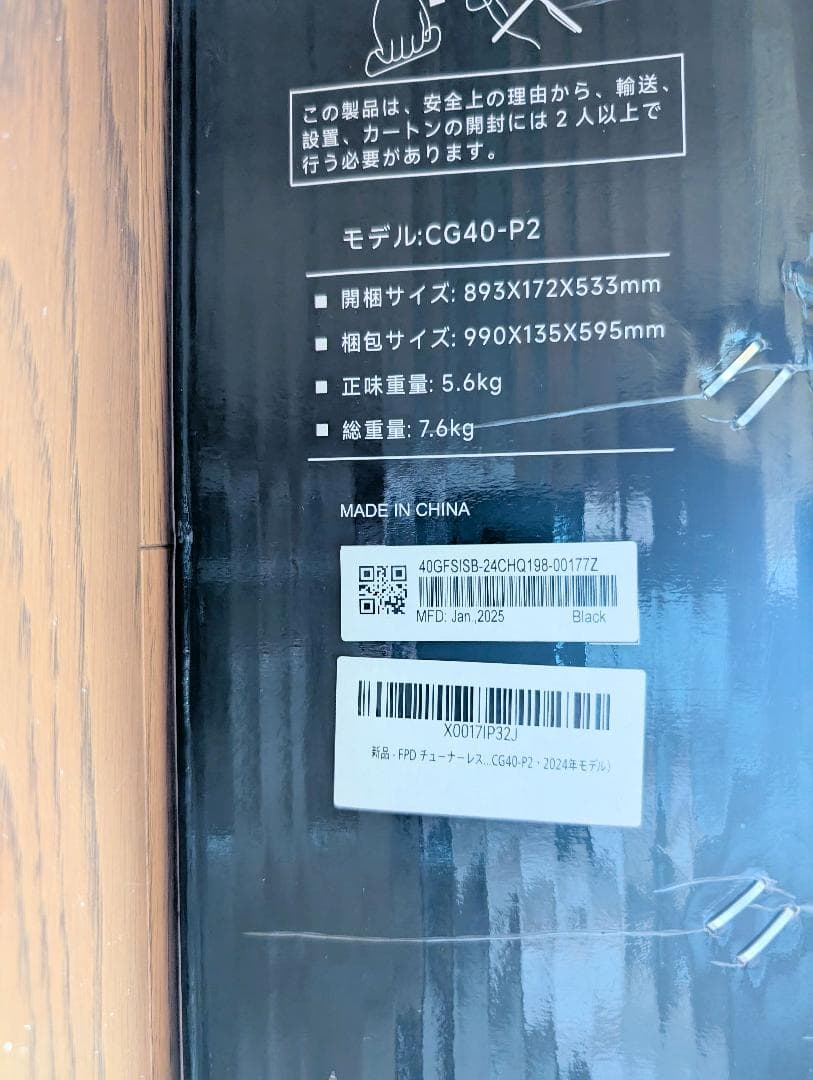 この製品は、安全上の理由から、輸送、
設置、カートンの開封には2人以上で
行う必要があります。
モデル:CG40-P2
■ 開梱サイズ: 893X172X533mm
■ 梱包サイズ: 990X135X595mm
■ 正味重量: 5.6kg
■ 総重量: 7.6kg
MADE IN CHINA
40GFSISB-24CHQ198-00177Z
MFD: Jan.,2025 Black
X0017IP32J
新品 - FPD チューナーレス...CG40-P2、2024年モデル)